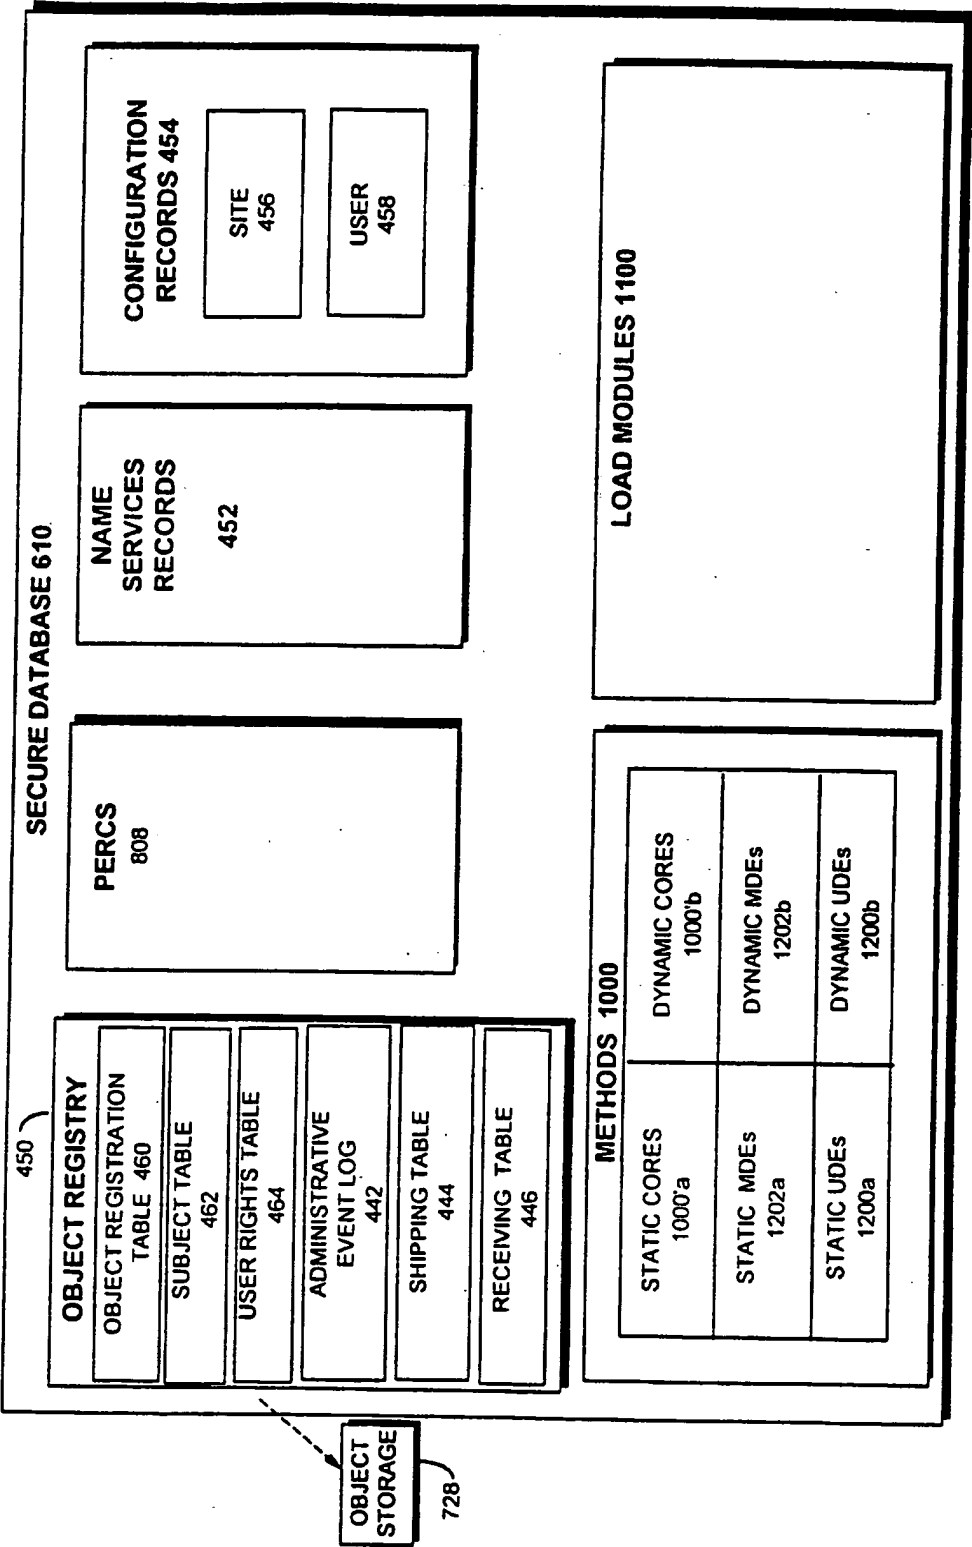 SECURE DATABASE 610
450
OBJECT REGISTRY
OBJECT REGISTRATION
TABLE 460
SUBJECT TABLE
462
USER RIGHTS TABLE
464
ADMINISTRATIVE
EVENT LOG
442
SHIPPING TABLE
444
RECEIVING TABLE
446
PERCS
808
NAME
SERVICES
RECORDS
452
CONFIGURATION
RECORDS 454
SITE
456
USER
458
OBJECT
STORAGE
728
METHODS 1000
STATIC CORES
1000'a
DYNAMIC CORES
1000'b
STATIC MDEs
1202a
DYNAMIC MDEs
1202b
STATIC UDEs
1200a
DYNAMIC UDEs
1200b
LOAD MODULES 1100